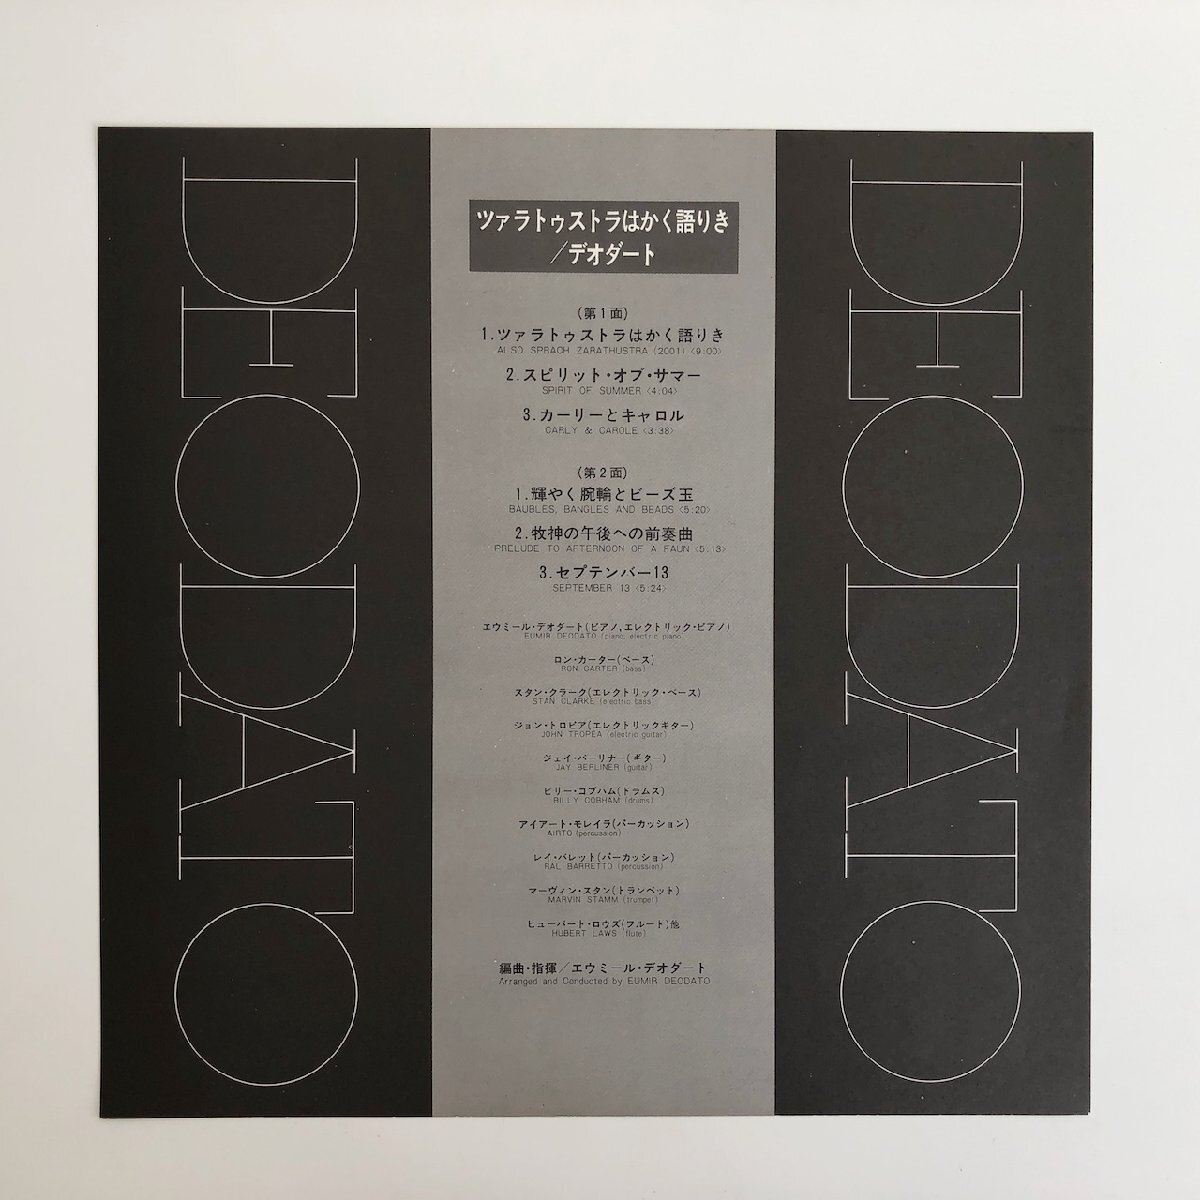 DEODATO
ツァラトゥストラはかく語りき
/デオダート
(第1面)
1.ツァラトゥストラはかく語りき
ALSO SPRACH ZARATHUSTRA (2001) <9:00>
2.スピリット・オブ・サマー
SPIRIT OF SUMMER <4:04>
3.カーリーとキャロル
CARLY & CAROLE <3:38>
(第2面)
1.輝やく腕輪とビーズ玉
BAUBLES, BANGLES AND BEADS <5:20>
2.牧神の午後への前奏曲
PRELUDE TO AFTERNOON OF A FAUN <5:13>
3.セプテンバー13
SEPTEMBER 13 <5:24>
エウミール・デオダート(ピアノ,エレクトリック・ピアノ)
EUMIR DEODATO (piano, electric piano)
ロン・カーター(ベース)
RON CARTER (bass)
スタン・クラーク(エレクトリック・ベース)
STAN CLARKE (electric bass)
ジョン・トロピア(エレクトリックギター)
JOHN TROPEA (electric guitar)
ジェイ・バーリナー(ギター)
JAY BERLINER (guitar)
ビリー・コブハム(ドラムス)
BILLY COBHAM (drums)
アイアート・モレイラ(パーカッション)
AIRTO (percussion)
レイ・バレット(パーカッション)
RAL BARRETTO (percussion)
マーヴィン・スタン(トランペット)
MARVIN STAMM (trumpet)
ヒューバート・ロウズ(フルート)他
HUBERT LAWS (flute)
編曲・指揮/エウミール・デオダート
Arranged and Conducted by EUMIR DEODATO
DEODATO